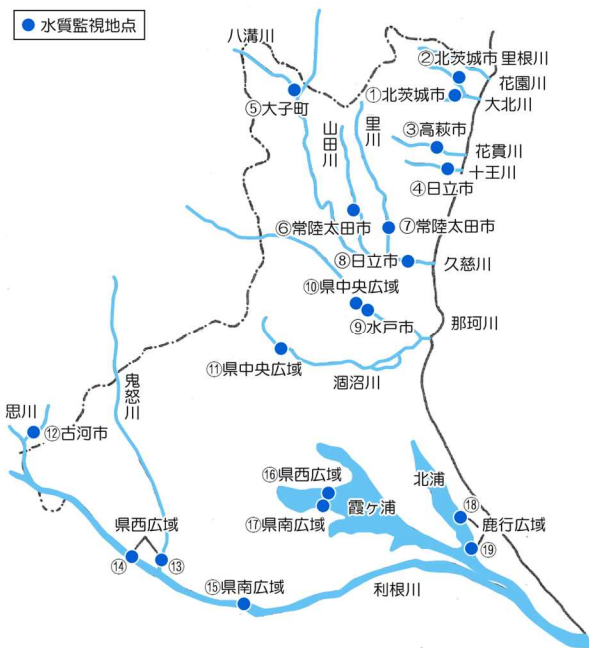 水質監視地点
八溝川
②北茨城市
里根川
花園川
①北茨城市
大北川
⑤大子町
③高萩市
花貫川
山田川
里川
十王川
④日立市
⑥常陸太田市
⑦常陸太田市
⑧日立市
久慈川
⑩県中央広域
⑨水戸市
那珂川
⑪県中央広域
涸沼川
鬼怒川
思川
⑫古河市
⑯県西広域
北浦
霞ヶ浦
⑱
⑰県南広域
鹿行広域
県西広域
⑲
⑭
⑬
⑮県南広域
利根川